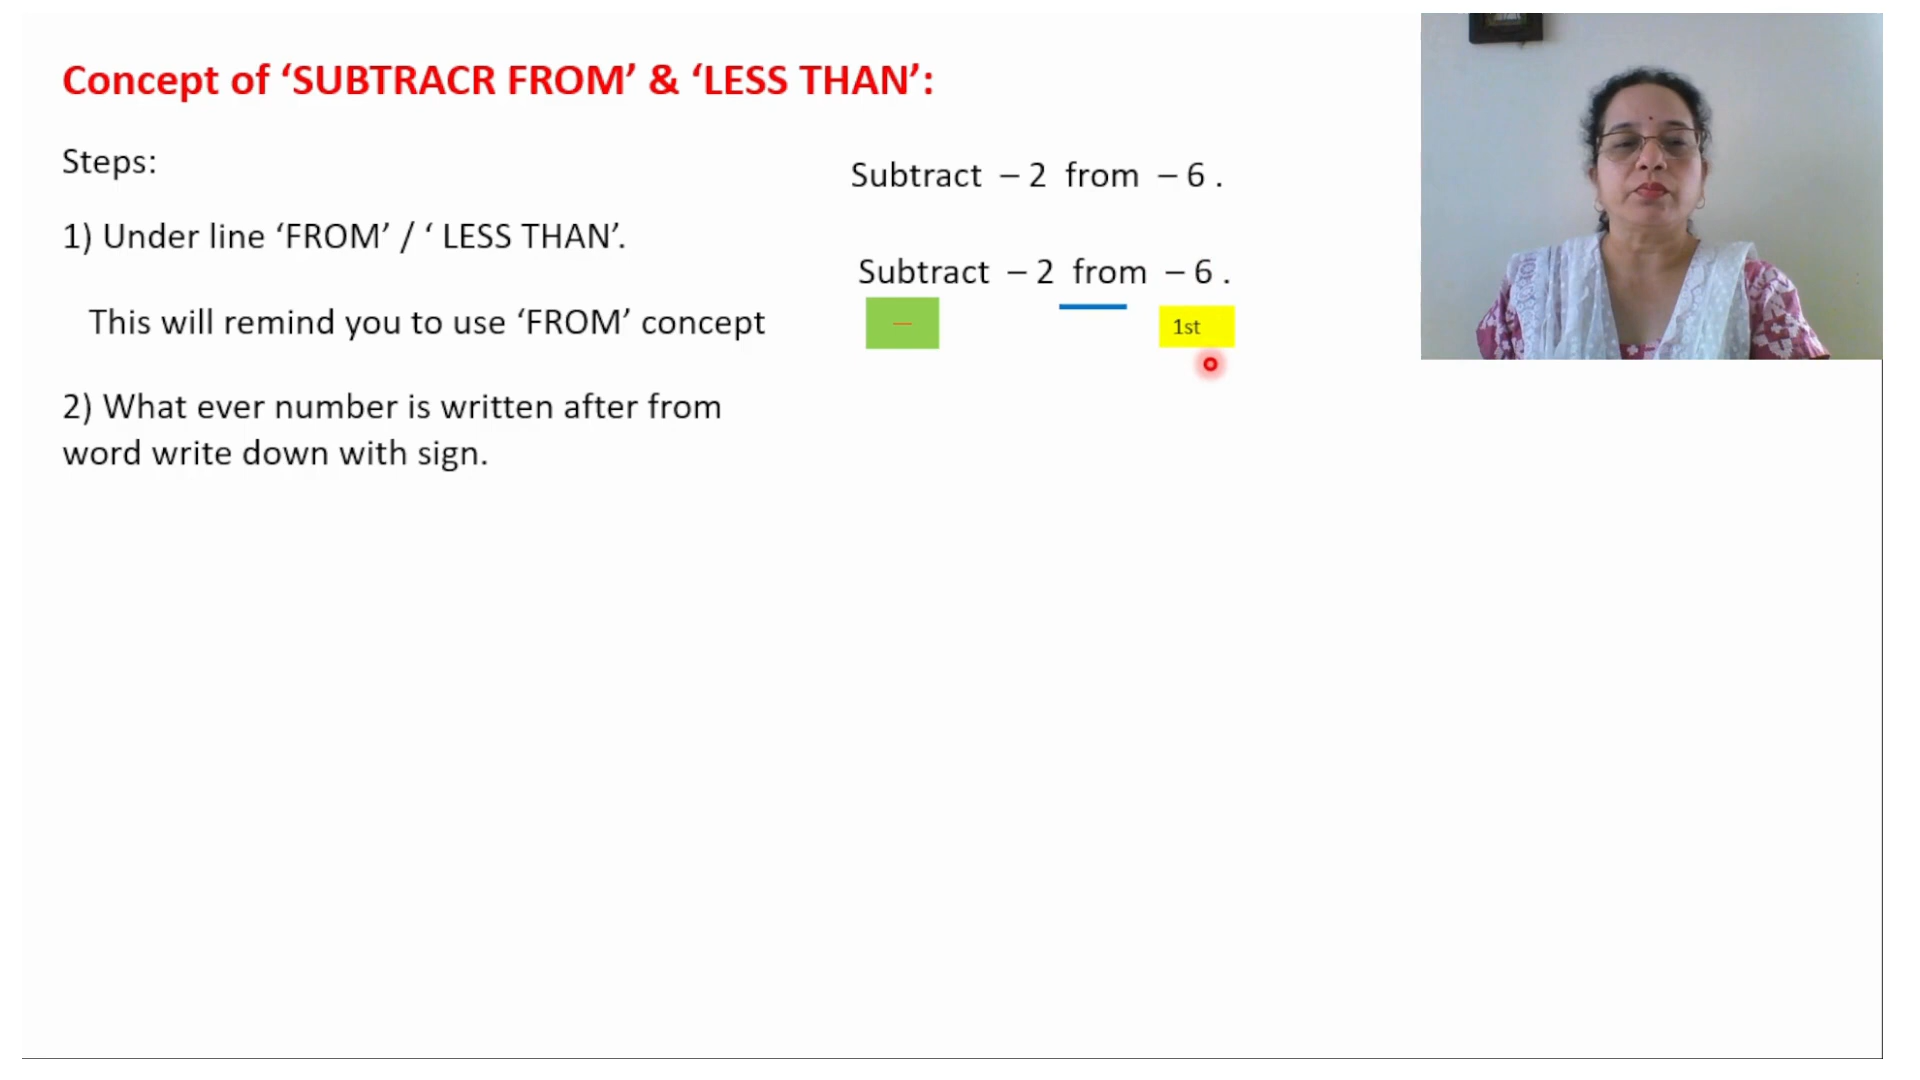 Concept of ‘SUBTRACR FROM’ & ‘LESS THAN’:
Steps:
Subtract – 2 from – 6 .
1) Under line ‘FROM’ / ‘ LESS THAN’.
Subtract – 2 from – 6 .
– 1st
This will remind you to use ‘FROM’ concept
2) What ever number is written after from
word write down with sign.